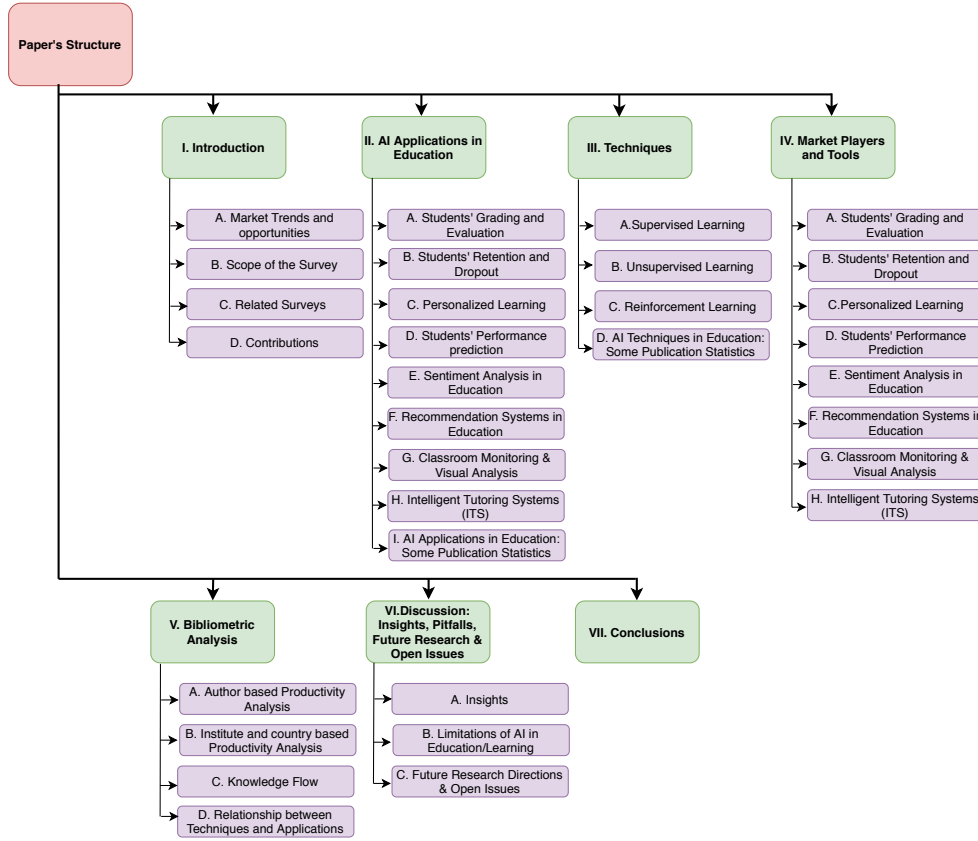 Paper's Structure
I. Introduction
A. Market Trends and
opportunities
B. Scope of the Survey
C. Related Surveys
D. Contributions
II. AI Applications in
Education
A. Students' Grading and
Evaluation
B. Students' Retention and
Dropout
C. Personalized Learning
D. Students' Performance
prediction
E. Sentiment Analysis in
Education
F. Recommendation Systems in
Education
G. Classroom Monitoring &
Visual Analysis
H. Intelligent Tutoring Systems
(ITS)
I. AI Applications in Education:
Some Publication Statistics
III. Techniques
A.Supervised Learning
B. Unsupervised Learning
C. Reinforcement Learning
D. AI Techniques in Education:
Some Publication Statistics
IV. Market Players
and Tools
A. Students' Grading and
Evaluation
B. Students' Retention and
Dropout
C.Personalized Learning
D. Students' Performance
Prediction
E. Sentiment Analysis in
Education
F. Recommendation Systems in
Education
G. Classroom Monitoring &
Visual Analysis
H. Intelligent Tutoring Systems
(ITS)
V. Bibliometric
Analysis
A. Author based Productivity
Analysis
B. Institute and country based
Productivity Analysis
C. Knowledge Flow
D. Relationship between
Techniques and Applications
VI.Discussion:
Insights, Pitfalls,
Future Research &
Open Issues
A. Insights
B. Limitations of AI in
Education/Learning
C. Future Research Directions
& Open Issues
VII. Conclusions